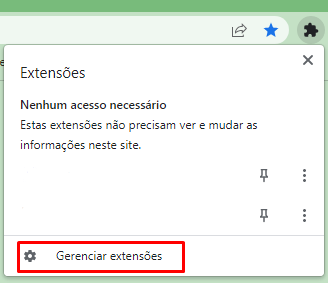 Extensões
Nenhum acesso necessário
Estas extensões não precisam ver e mudar as
informações neste site.
Gerenciar extensões